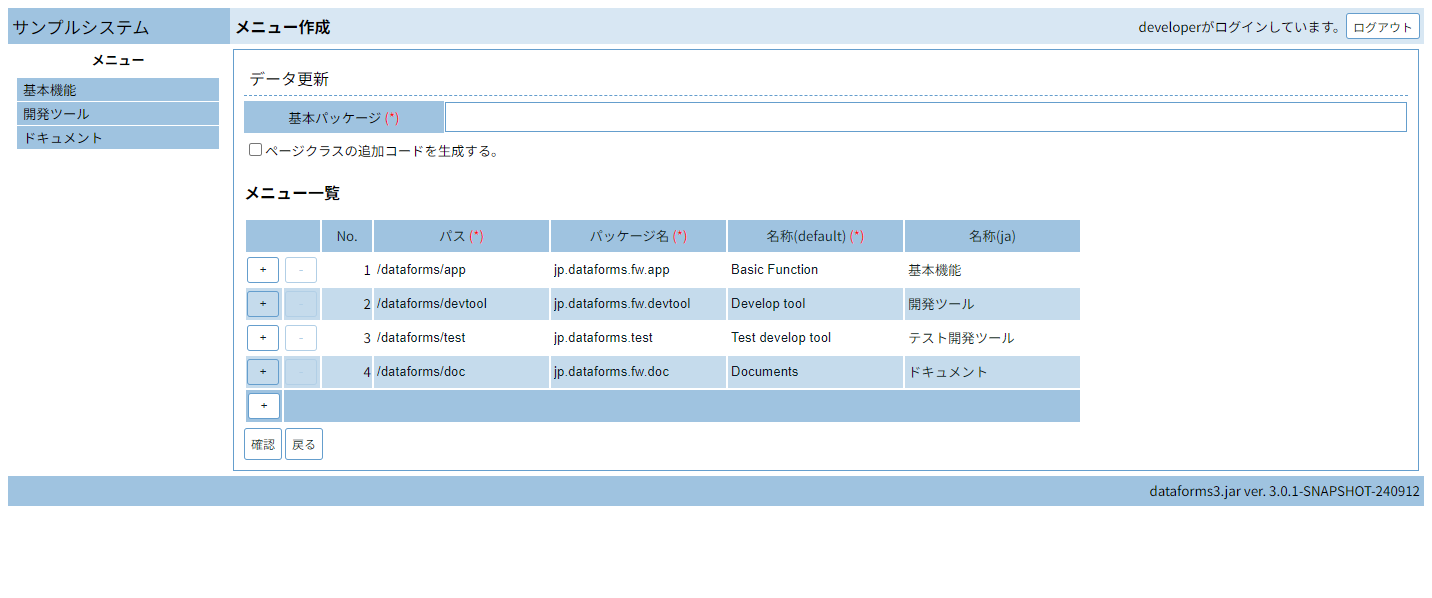 サンプルシステム
メニュー作成
developerがログインしています。 ログアウト
メニュー
基本機能
開発ツール
ドキュメント
データ更新
基本パッケージ (*)
ページクラスの追加コードを生成する。
メニュー一覧
No. パス (*) パッケージ名 (*) 名称(default) (*) 名称(ja)
+ - 1 /dataforms/app jp.dataforms.fw.app Basic Function 基本機能
+ - 2 /dataforms/devtool jp.dataforms.fw.devtool Develop tool 開発ツール
+ - 3 /dataforms/test jp.dataforms.test Test develop tool テスト開発ツール
+ - 4 /dataforms/doc jp.dataforms.fw.doc Documents ドキュメント
+
確認 戻る
dataforms3.jar ver. 3.0.1-SNAPSHOT-240912